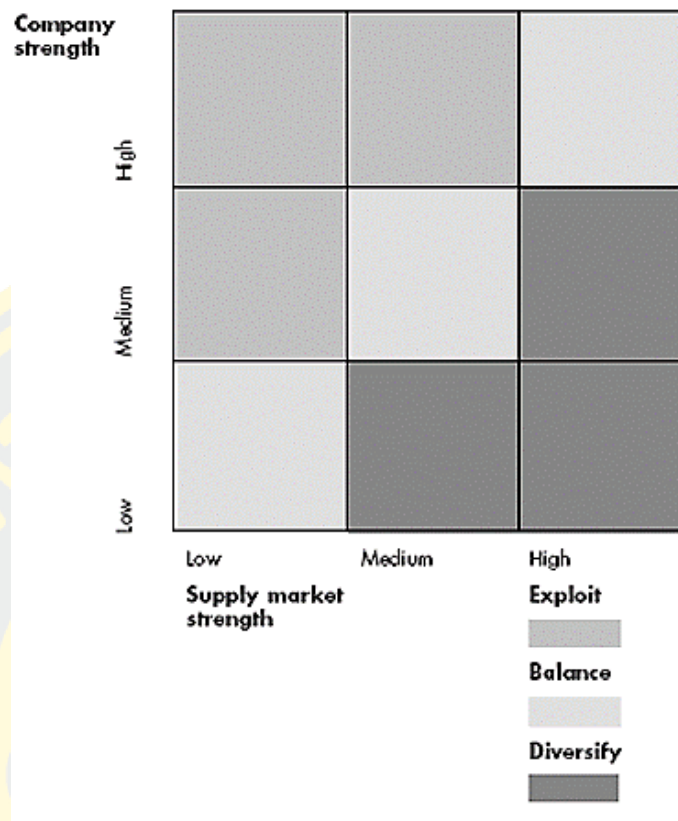 Company
strength
High
Medium
Low
Low
Medium
High
Supply market
strength
Exploit
Balance
Diversify